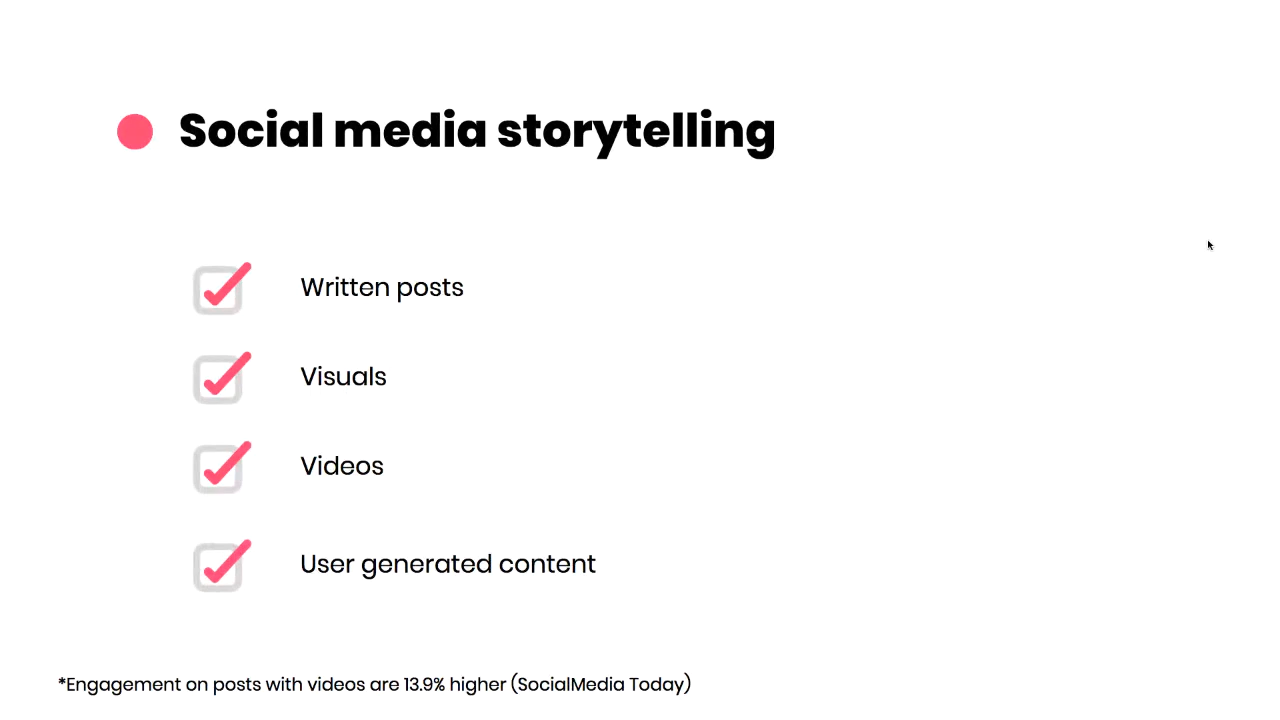 Social media storytelling
Written posts
Visuals
Videos
User generated content
*Engagement on posts with videos are 13.9% higher (SocialMedia Today)